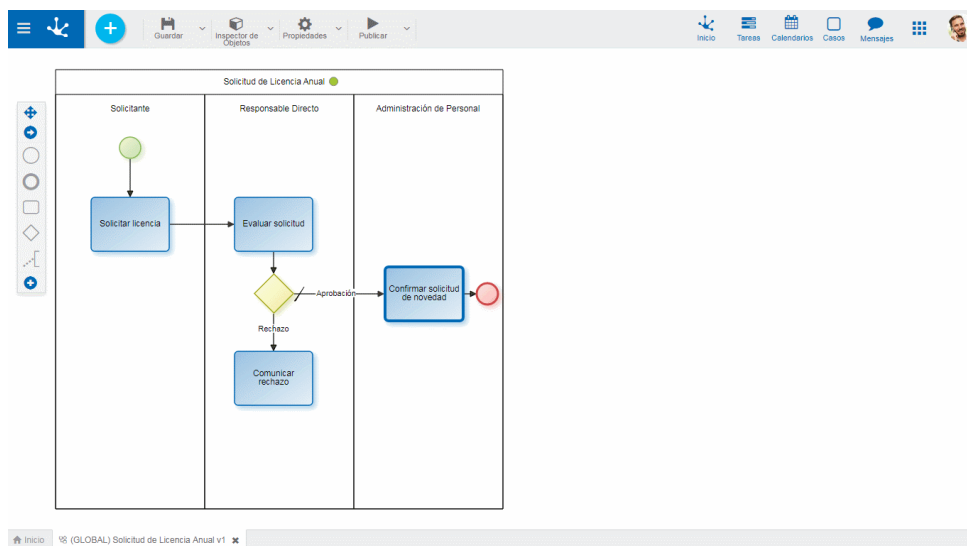 Guardar
Inspector de
Objetos
Propiedades
Publicar
Inicio
Tareas
Calendarios
Casos
Mensajes
Solicitud de Licencia Anual
Solicitante
Responsable Directo
Administración de Personal
Solicitar licencia
Evaluar solicitud
Aprobación
Confirmar solicitud
de novedad
Rechazo
Comunicar
rechazo
Inicio
(GLOBAL) Solicitud de Licencia Anual v1